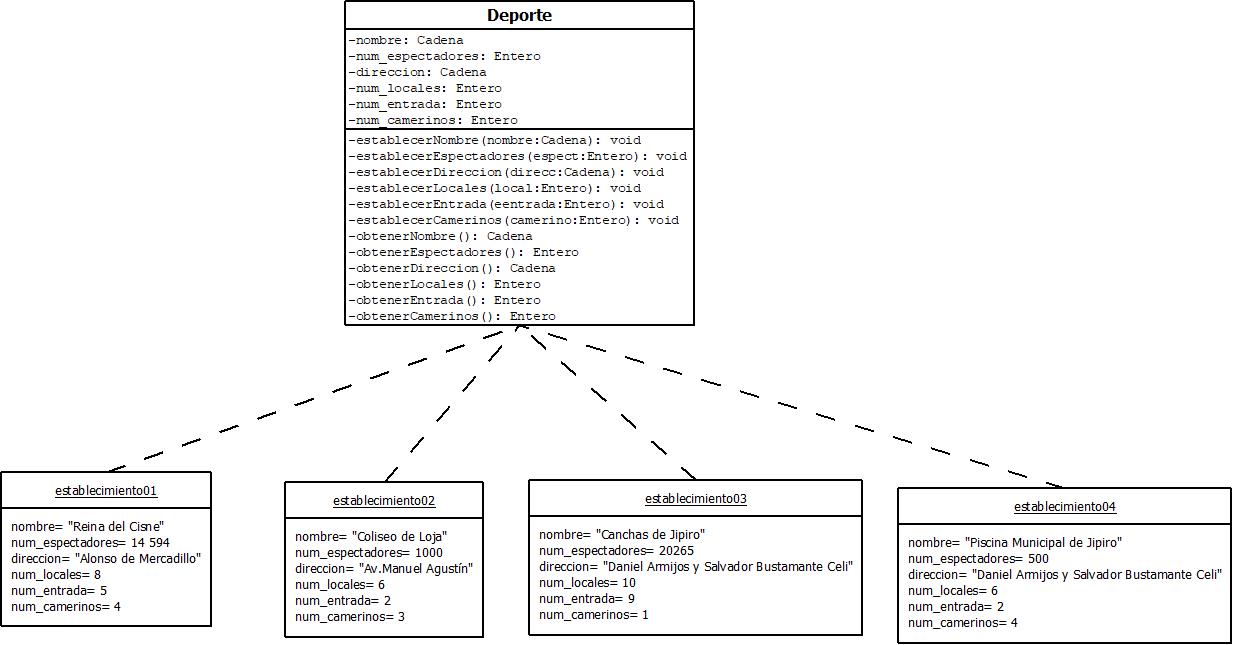 Deporte
-nombre: Cadena
-num_espectadores: Entero
-direccion: Cadena
-num_locales: Entero
-num_entrada: Entero
-num_camerinos: Entero
-establecerNombre(nombre:Cadena): void
-establecerEspectadores(espect:Entero): void
-establecerDireccion(direcc:Cadena): void
-establecerLocales(local:Entero): void
-establecerEntrada(eentrada:Entero): void
-establecerCamerinos(camerino:Entero): void
-obtenerNombre(): Cadena
-obtenerEspectadores(): Entero
-obtenerDireccion(): Cadena
-obtenerLocales(): Entero
-obtenerEntrada(): Entero
-obtenerCamerinos(): Entero
establecimiento01
nombre= "Reina del Cisne"
num_espectadores= 14 594
direccion= "Alonso de Mercadillo"
num_locales= 8
num_entrada= 5
num_camerinos= 4
establecimiento02
nombre= "Coliseo de Loja"
num_espectadores= 1000
direccion= "Av.Manuel Agustín"
num_locales= 6
num_entrada= 2
num_camerinos= 3
establecimiento03
nombre= "Canchas de Jipiro"
num_espectadores= 20265
direccion= "Daniel Armijos y Salvador Bustamante Celi"
num_locales= 10
num_entrada= 9
num_camerinos= 1
establecimiento04
nombre= "Piscina Municipal de Jipiro"
num_espectadores= 500
direccion= "Daniel Armijos y Salvador Bustamante Celi"
num_locales= 6
num_entrada= 2
num_camerinos= 4